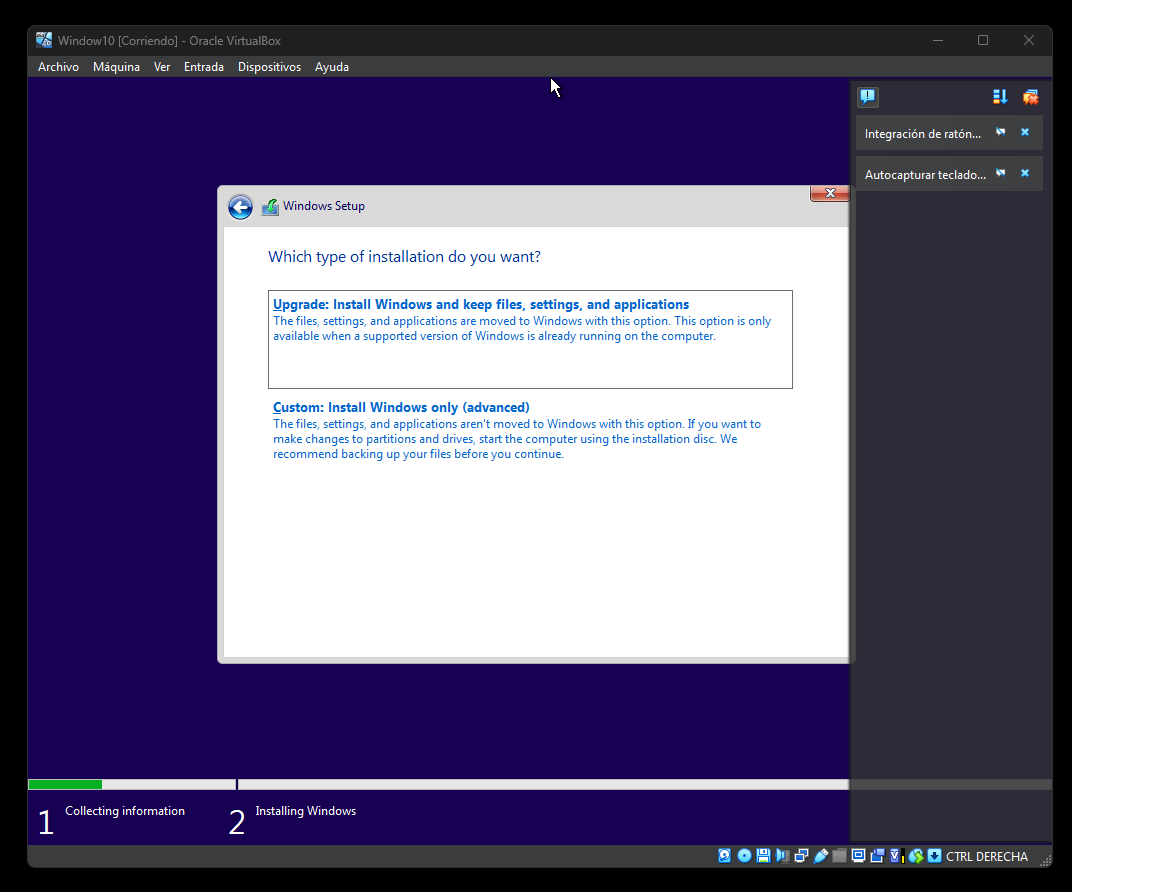 Window10 [Corriendo] - Oracle VirtualBox
Archivo Máquina Ver Entrada Dispositivos Ayuda
Integración de ratón...
Autocapturar teclado...
Windows Setup
Which type of installation do you want?
Upgrade: Install Windows and keep files, settings, and applications
The files, settings, and applications are moved to Windows with this option. This option is only
available when a supported version of Windows is already running on the computer.
Custom: Install Windows only (advanced)
The files, settings, and applications aren't moved to Windows with this option. If you want to
make changes to partitions and drives, start the computer using the installation disc. We
recommend backing up your files before you continue.
1 Collecting information 2 Installing Windows
CTRL DERECHA